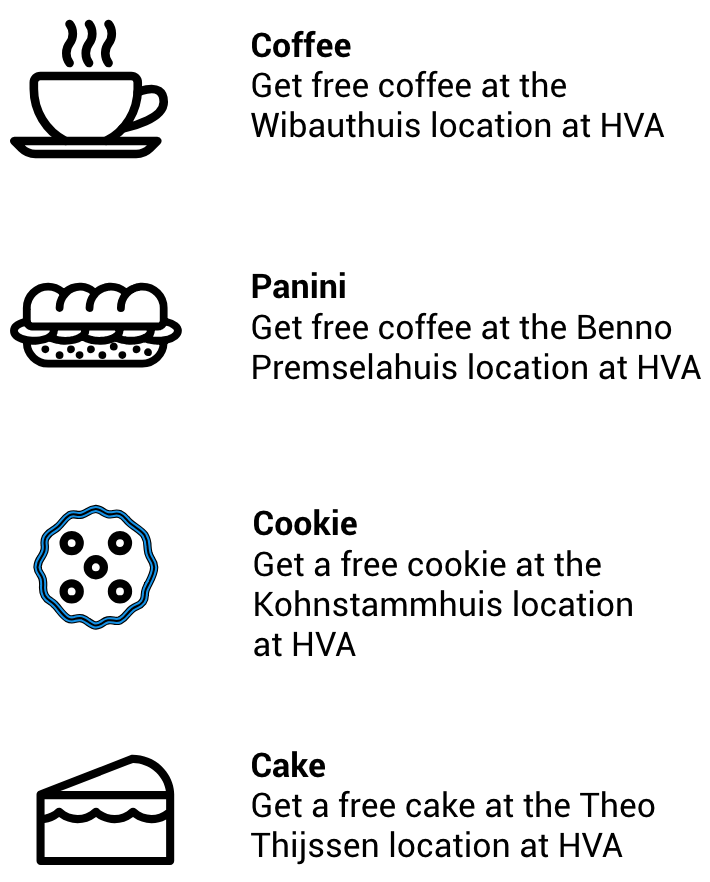 Coffee
Get free coffee at the
Wibauthuis location at HVA
Panini
Get free coffee at the Benno
Premselahuis location at HVA
Cookie
Get a free cookie at the
Kohnstammhuis location
at HVA
Cake
Get a free cake at the Theo
Thijssen location at HVA